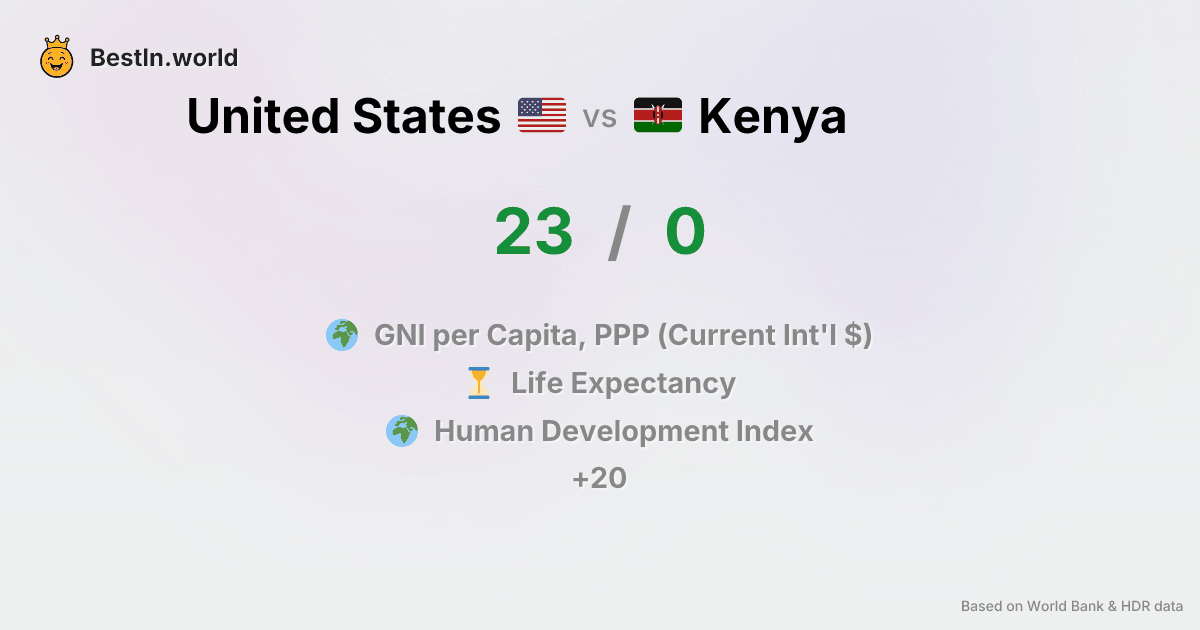 BestIn.world
United States vs Kenya
23 / 0
GNI per Capita, PPP (Current Int'l $)
Life Expectancy
Human Development Index
+20
Based on World Bank & HDR data